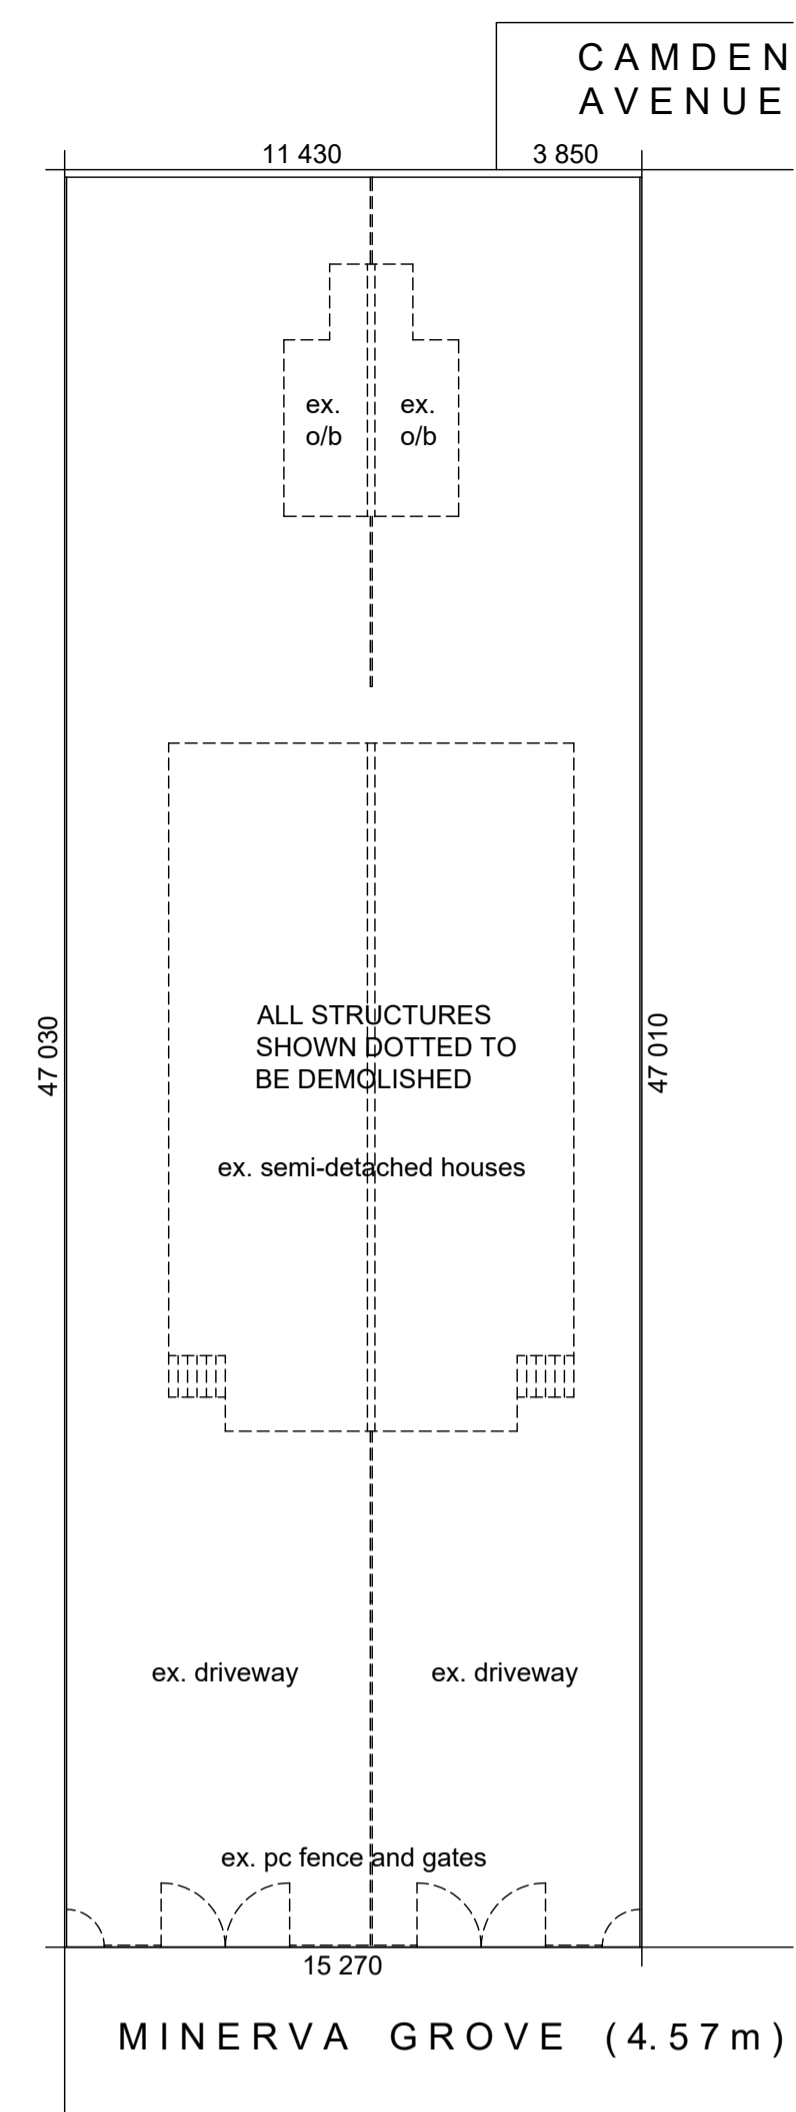 CAMDEN
AVENUE
11 430
3 850
ex.
o/b
ex.
o/b
47 030
47 010
ALL STRUCTURES
SHOWN DOTTED TO
BE DEMOLISHED
ex. semi-detached houses
ex. driveway
ex. driveway
ex. pc fence and gates
15 270
MINERVA GROVE (4.57m)